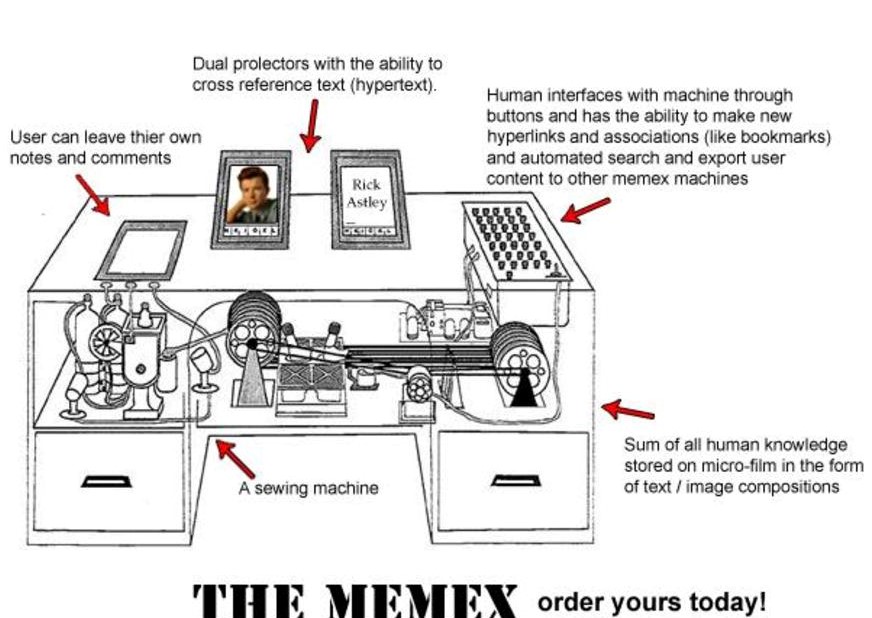 Dual prolectors with the ability to
cross reference text (hypertext).
Human interfaces with machine through
buttons and has the ability to make new
hyperlinks and associations (like bookmarks)
and automated search and export user
content to other memex machines
User can leave thier own
notes and comments
Rick
Astley
Sum of all human knowledge
stored on micro-film in the form
of text / image compositions
A sewing machine
THE MEMEX order yours today!